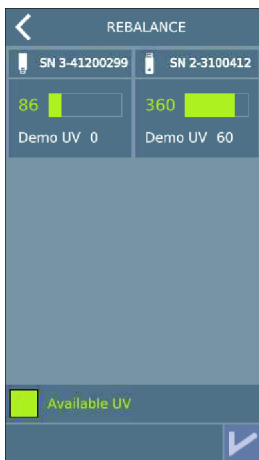 REBALANCE
SN 3-41200299 SN 2-3100412
86 360
Demo UV 0 Demo UV 60
Available UV